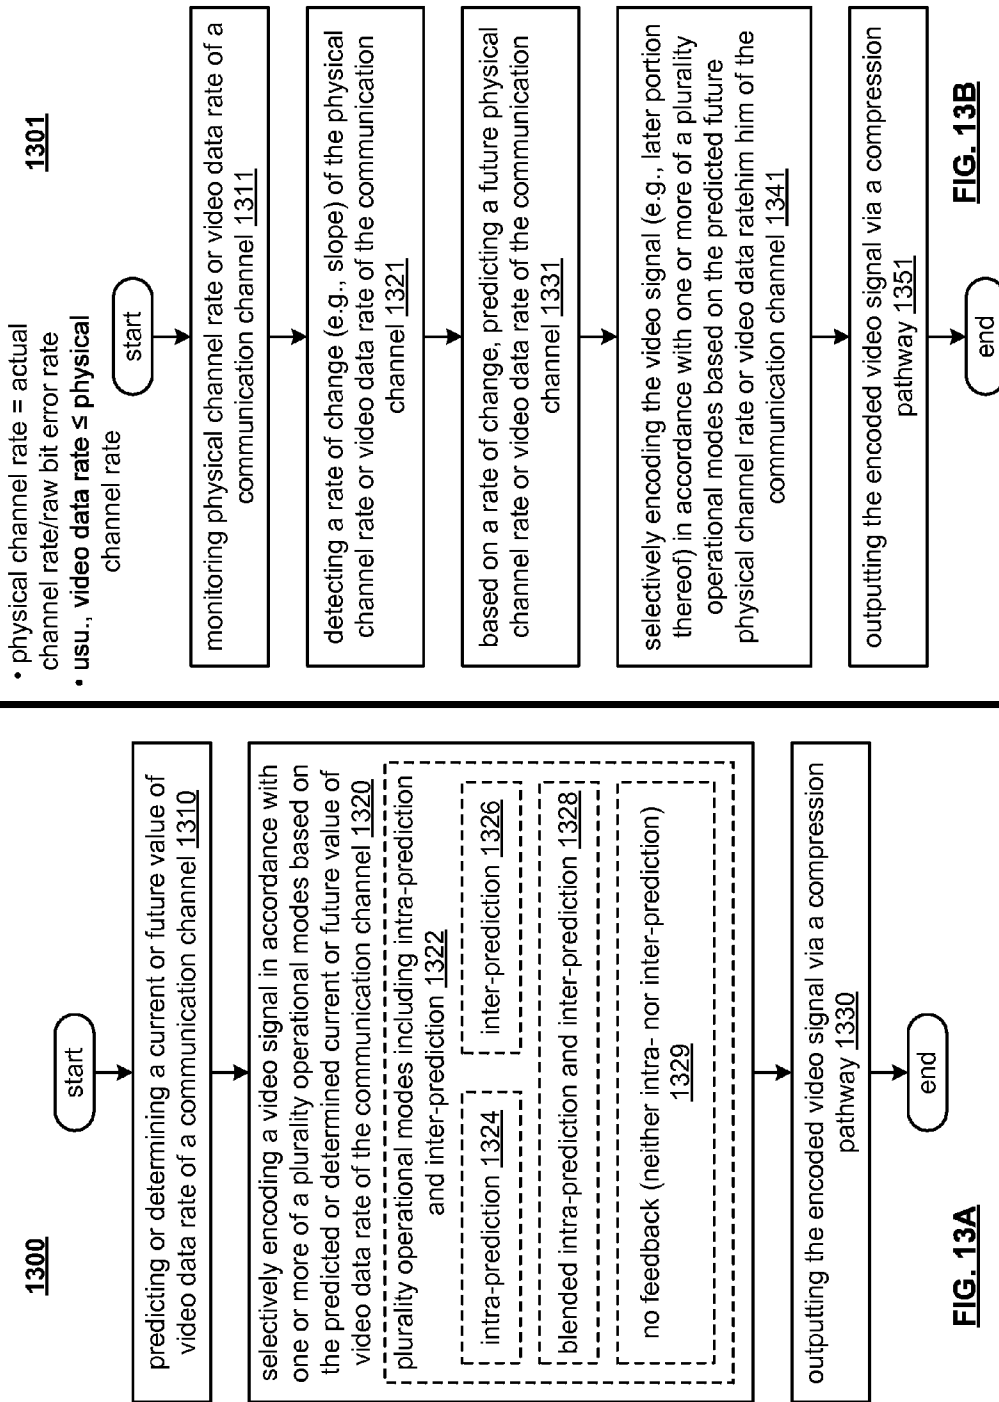 1300
start
predicting or determining a current or future value of
video data rate of a communication channel 1310
selectively encoding a video signal in accordance with
one or more of a plurality operational modes based on
the predicted or determined current or future value of
video data rate of the communication channel 1320
plurality operational modes including intra-prediction
and inter-prediction 1322
intra-prediction 1324
inter-prediction 1326
blended intra-prediction and inter-prediction 1328
no feedback (neither intra- nor inter-prediction)
1329
outputting the encoded video signal via a compression
pathway 1330
end
FIG. 13A
• physical channel rate = actual
channel rate/raw bit error rate
• usu., video data rate ≤ physical
channel rate
1301
start
monitoring physical channel rate or video data rate of a
communication channel 1311
detecting a rate of change (e.g., slope) of the physical
channel rate or video data rate of the communication
channel 1321
based on a rate of change, predicting a future physical
channel rate or video data rate of the communication
channel 1331
selectively encoding the video signal (e.g., later portion
thereof) in accordance with one or more of a plurality
operational modes based on the predicted future
physical channel rate or video data ratehim of the
communication channel 1341
outputting the encoded video signal via a compression
pathway 1351
end
FIG. 13B